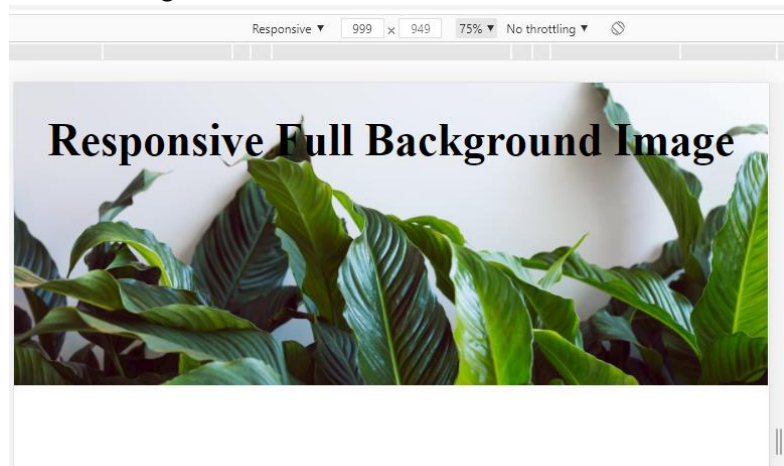 Responsive ▼ 999 x 949 75% ▼ No throttling ▼
Responsive Full Background Image